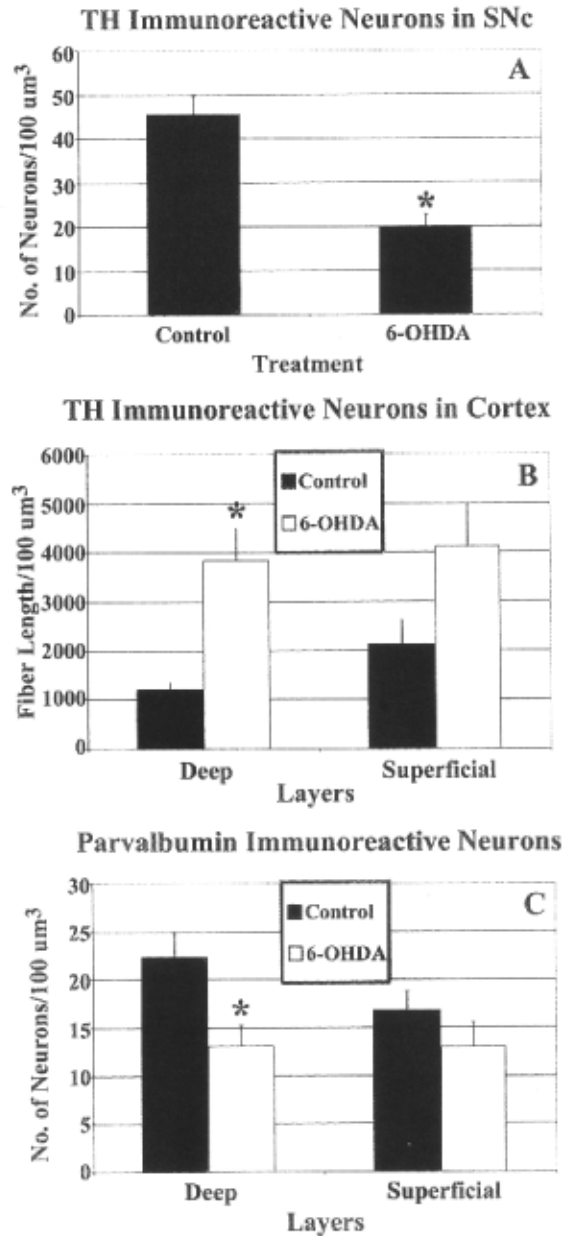 TH Immunoreactive Neurons in SNc
A
No. of Neurons/100 um³
60
50
40
30
20
10
0
*
Control
6-OHDA
Treatment
TH Immunoreactive Neurons in Cortex
B
Fiber Length/100 um³
6000
5000
4000
3000
2000
1000
0
Control
6-OHDA
*
Deep
Superficial
Layers
Parvalbumin Immunoreactive Neurons
C
No. of Neurons/100 um³
30
25
20
15
10
5
0
Control
6-OHDA
*
Deep
Superficial
Layers